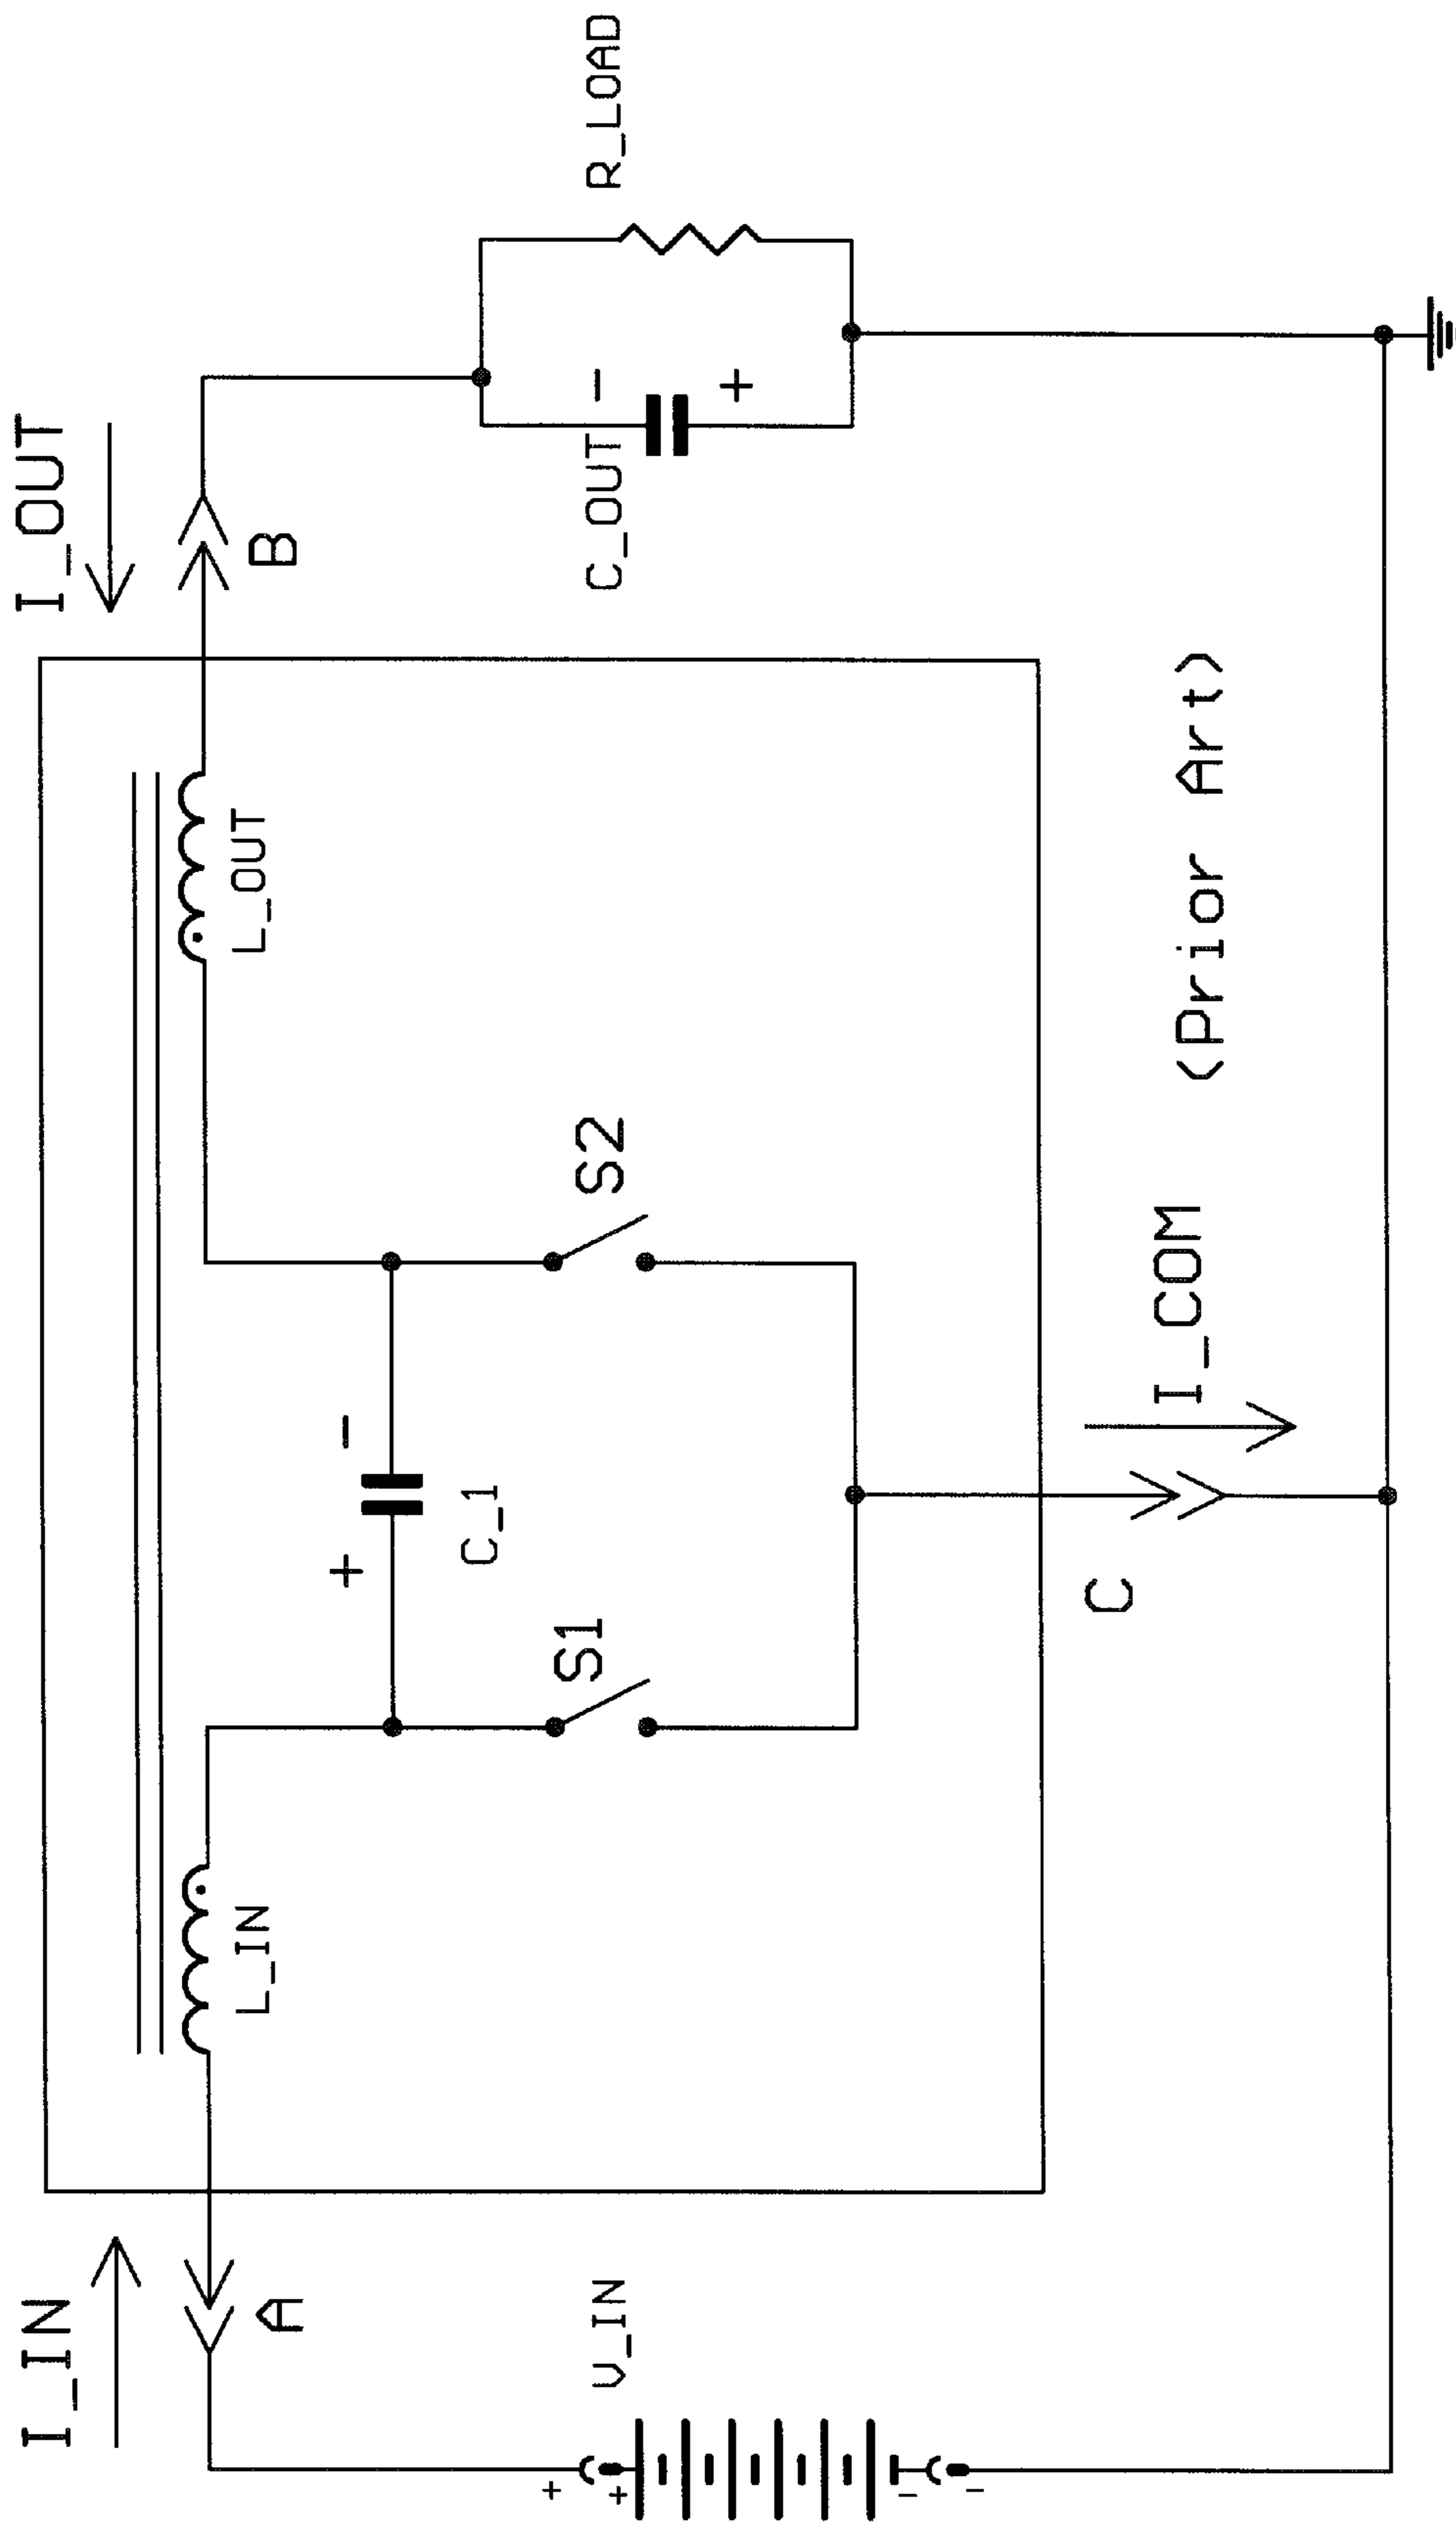 I_IN
I_OUT
A
B
L_IN
L_OUT
+ -
C_1
S1
S2
+
+
V_IN
-
-
C_OUT
-
+
R_LOAD
C
I_COM
(Prior Art)